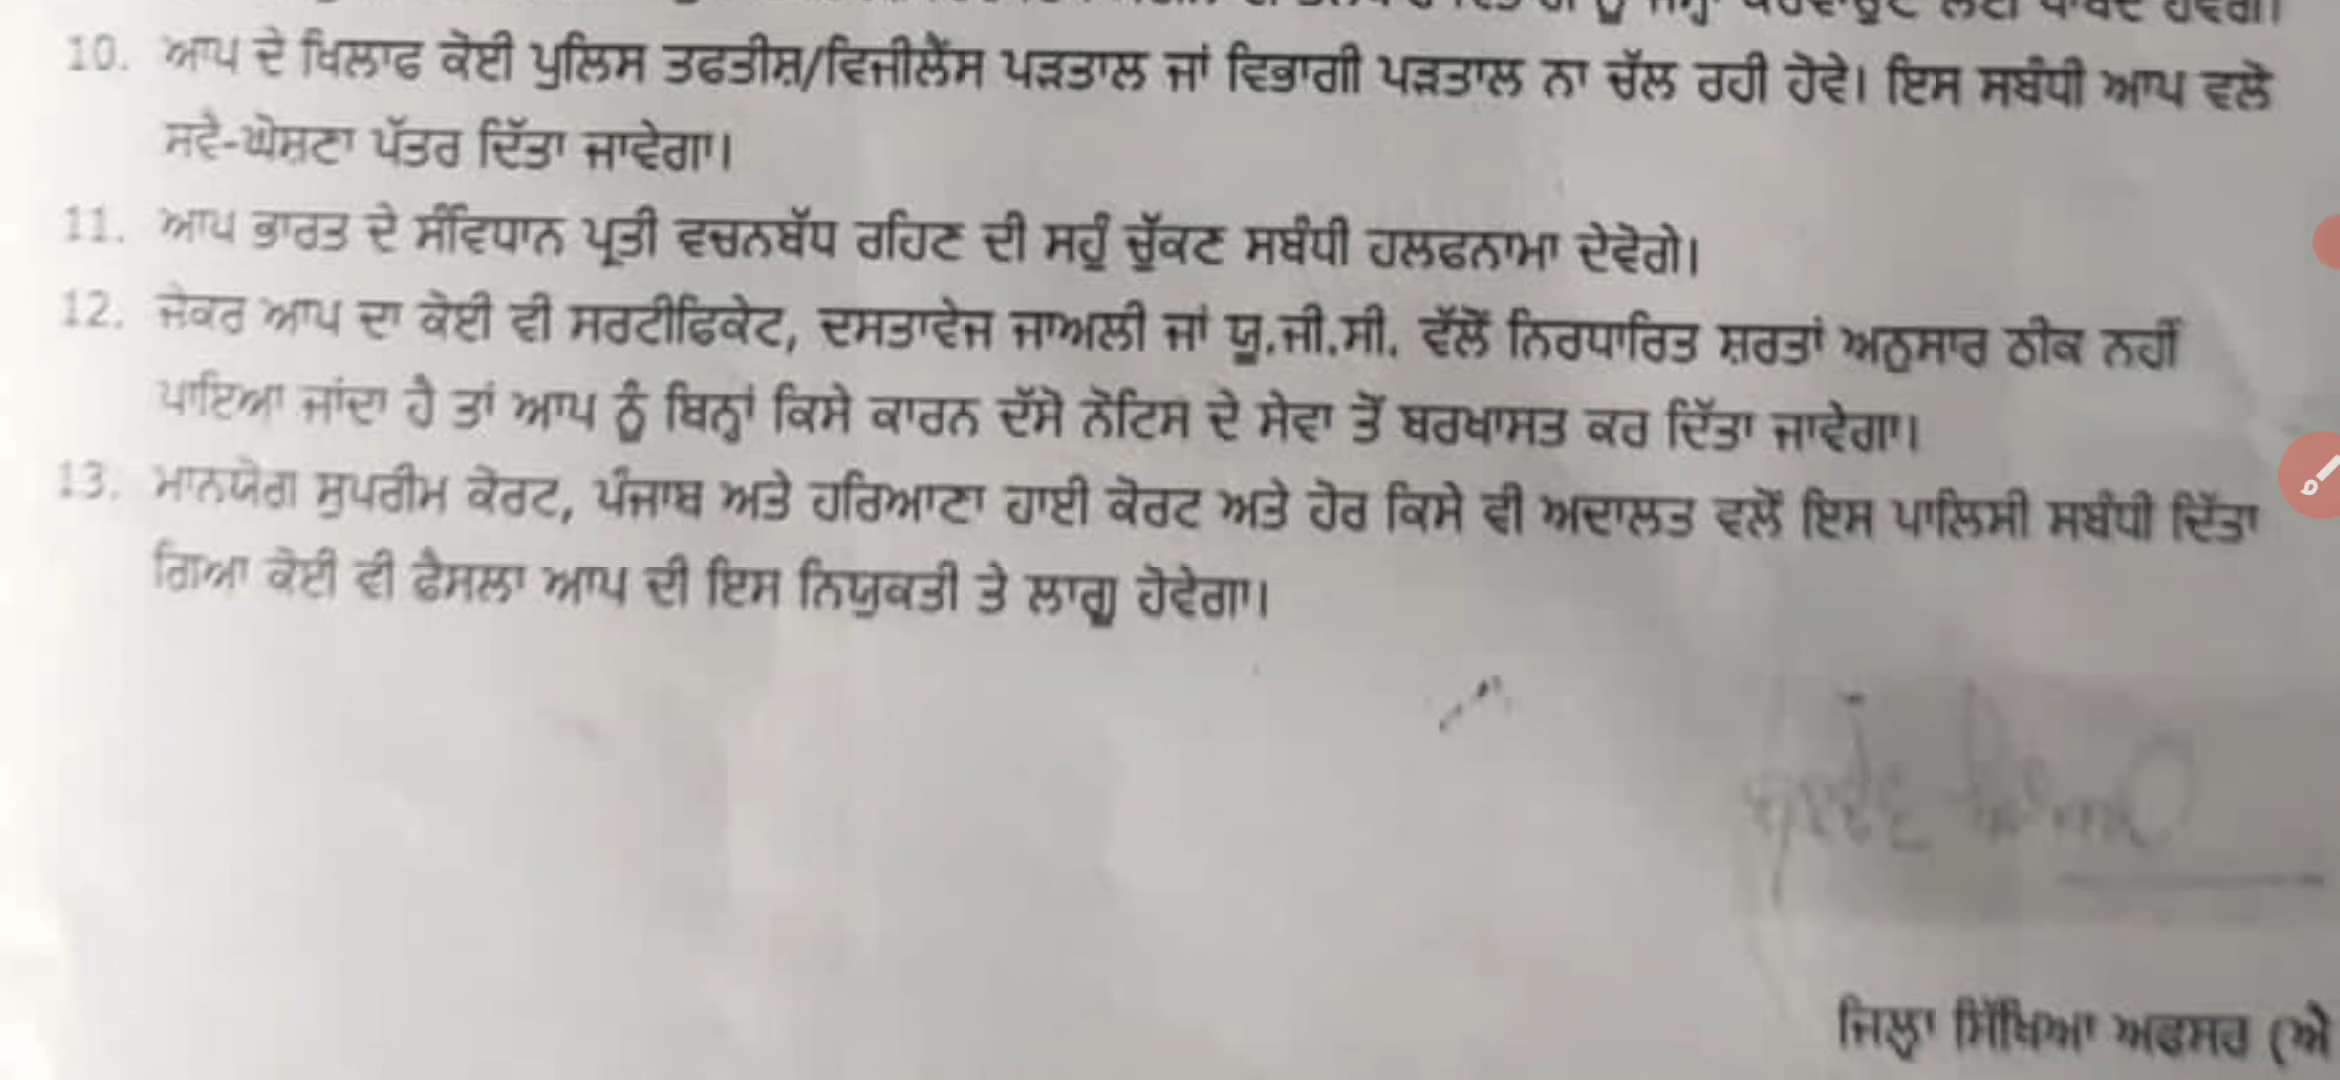 10. ਆਪ ਦੇ ਖਿਲਾਫ ਕੋਈ ਪੁਲਿਸ ਤਫਤੀਸ਼/ਵਿਜੀਲੈਂਸ ਪੜਤਾਲ ਜਾਂ ਵਿਭਾਗੀ ਪੜਤਾਲ ਨਾ ਚੱਲ ਰਹੀ ਹੋਵੇ। ਇਸ ਸਬੰਧੀ ਆਪ ਵਲੋਂ
ਸਵੈ-ਘੋਸ਼ਣਾ ਪੱਤਰ ਦਿੱਤਾ ਜਾਵੇਗਾ।
11. ਆਪ ਭਾਰਤ ਦੇ ਸੰਵਿਧਾਨ ਪ੍ਰਤੀ ਵਚਨਬੱਧ ਰਹਿਣ ਦੀ ਸਹੁੰ ਚੁੱਕਣ ਸਬੰਧੀ ਹਲਫਨਾਮਾ ਦੇਵੋਗੇ।
12. ਜੇਕਰ ਆਪ ਦਾ ਕੋਈ ਵੀ ਸਰਟੀਫਿਕੇਟ, ਦਸਤਾਵੇਜ ਜਾਅਲੀ ਜਾਂ ਯੂ.ਜੀ.ਸੀ. ਵੱਲੋਂ ਨਿਰਧਾਰਿਤ ਸ਼ਰਤਾਂ ਅਨੁਸਾਰ ਠੀਕ ਨਹੀਂ
ਪਾਇਆ ਜਾਂਦਾ ਹੈ ਤਾਂ ਆਪ ਨੂੰ ਬਿਨ੍ਹਾਂ ਕਿਸੇ ਕਾਰਨ ਦੱਸੋ ਨੋਟਿਸ ਦੇ ਸੇਵਾ ਤੋਂ ਬਰਖਾਸਤ ਕਰ ਦਿੱਤਾ ਜਾਵੇਗਾ।
13. ਮਾਨਯੋਗ ਸੁਪਰੀਮ ਕੋਰਟ, ਪੰਜਾਬ ਅਤੇ ਹਰਿਆਣਾ ਹਾਈ ਕੋਰਟ ਅਤੇ ਹੋਰ ਕਿਸੇ ਵੀ ਅਦਾਲਤ ਵਲੋਂ ਇਸ ਪਾਲਿਸੀ ਸਬੰਧੀ ਦਿੱਤਾ
ਗਿਆ ਕੋਈ ਵੀ ਫੈਸਲਾ ਆਪ ਦੀ ਇਸ ਨਿਯੁਕਤੀ ਤੇ ਲਾਗੂ ਹੋਵੇਗਾ।
ਜਿਲ੍ਹਾ ਸਿੱਖਿਆ ਅਫਸਰ (ਐ